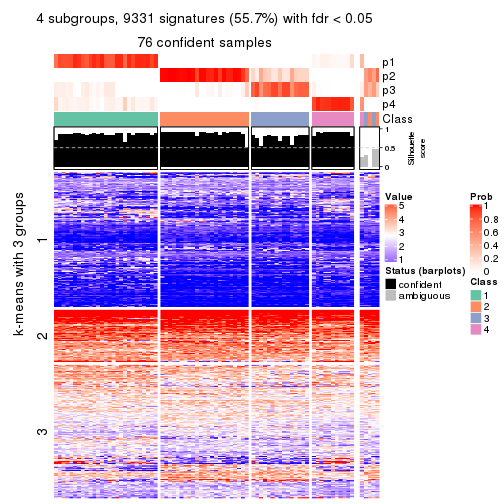 4 subgroups, 9331 signatures (55.7%) with fdr < 0.05
76 confident samples
p1
p2
p3
p4
Class
1
0.5
0
Silhouette
score
k-means with 3 groups
1
2
3
Value
5
4
3
2
1
Status (barplots)
confident
ambiguous
Prob
1
0.8
0.6
0.4
0.2
0
Class
1
2
3
4